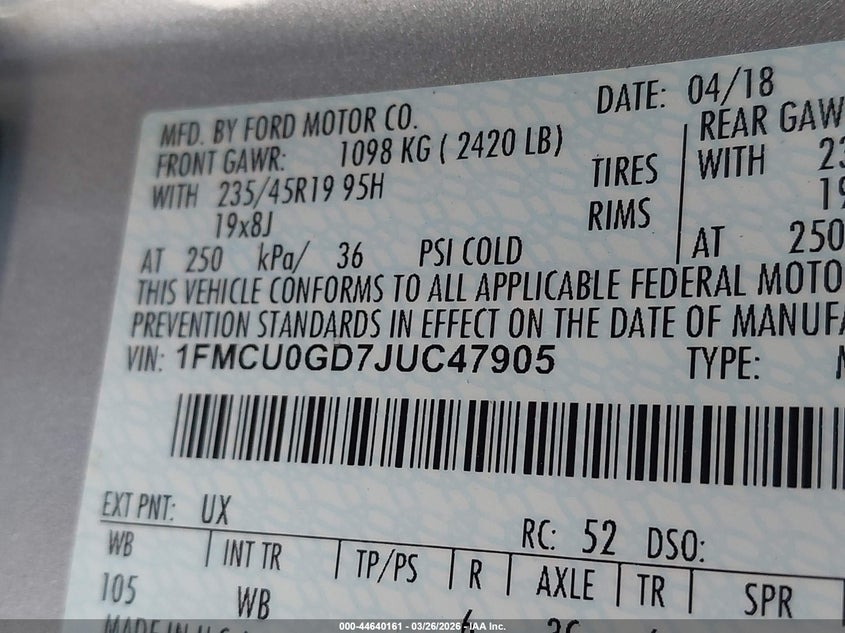 DATE: 04/18
MFD. BY FORD MOTOR CO.
FRONT GAWR: 1098 KG ( 2420 LB)
REAR GAW
WITH 235/45R19 95H TIRES WITH
19x8J RIMS
AT 250 kPa/ 36 PSI COLD AT 250
THIS VEHICLE CONFORMS TO ALL APPLICABLE FEDERAL MOTO
PREVENTION STANDARDS IN EFFECT ON THE DATE OF MANUF
VIN: 1FMCU0GD7JUC47905 TYPE:
EXT PNT: UX RC: 52 DSO:
WB INT TR TP/PS R AXLE TR SPR
105 WB
000-44640161 - 03/26/2026 - IAA Inc.